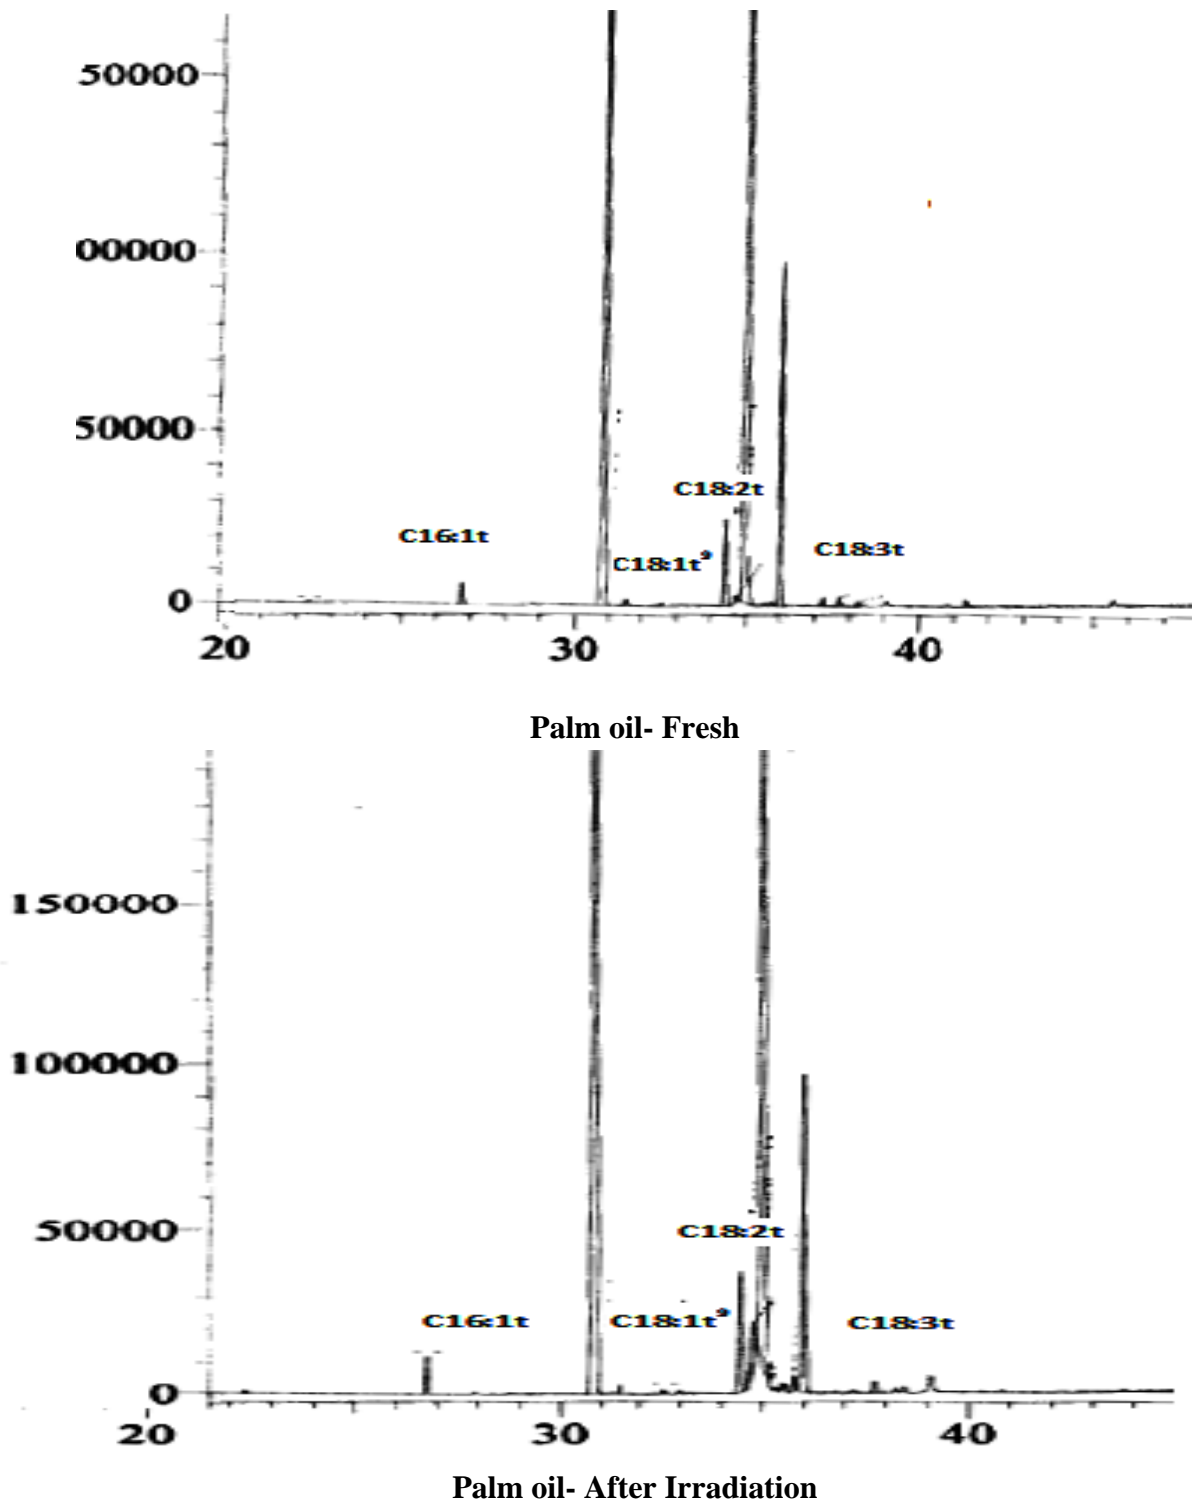 50000
00000
50000
C18:2t
C16:1t
C18:3t
C18:1t⁹
0
20 30 40
Palm oil- Fresh
150000
100000
50000
C18:2t
C16:1t C18:1t⁹ C18:3t
0
20 30 40
Palm oil- After Irradiation